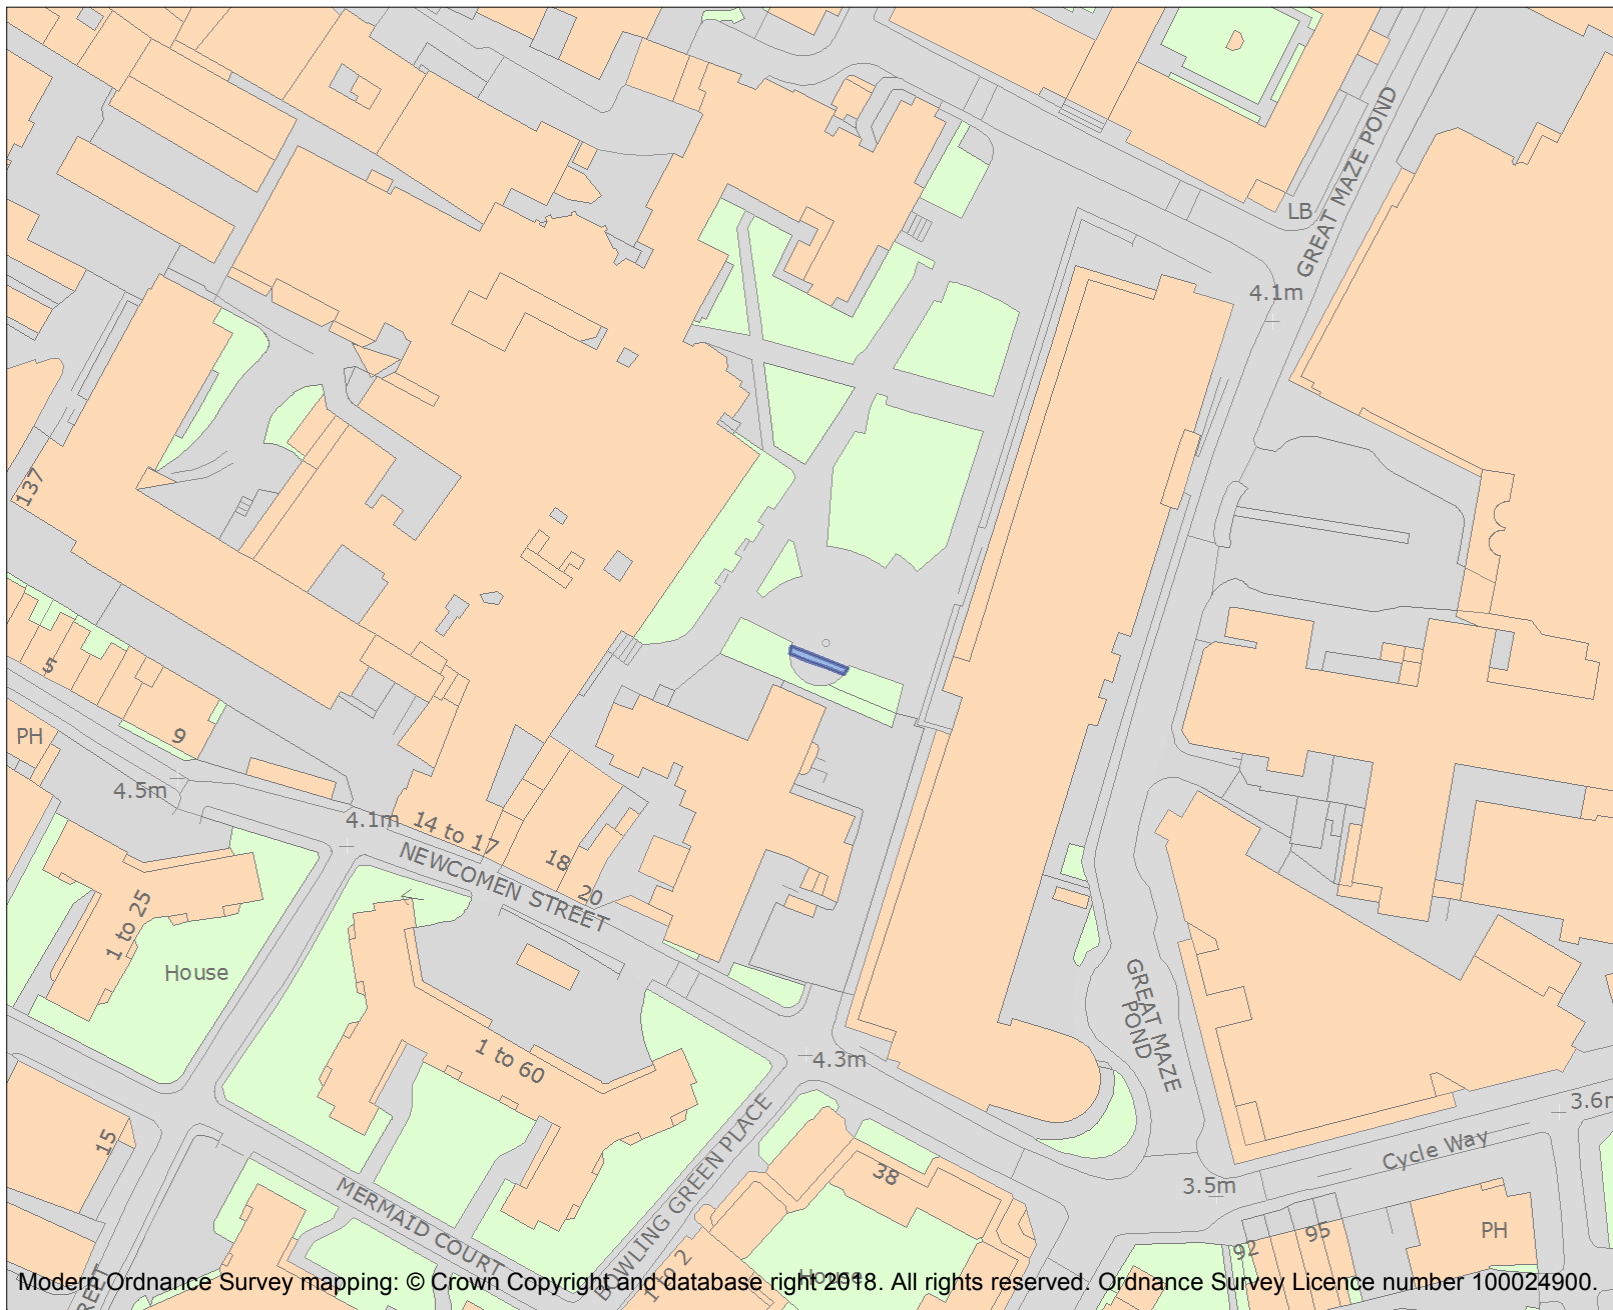 GREAT MAZE POND
LB
4.1m
137
5
PH
9
4.5m
4.1m
14 to 17
18
20
NEWCOMEN STREET
1 to 25
House
1 to 60
GREAT MAZE
POND
4.3m
3.6m
15
Cycle Way
BOWLING GREEN PLACE
38
MERMAID COURT
3.5m
92
95
PH
1 to 2
House
REET
Modern Ordnance Survey mapping: © Crown Copyright and database right 2018. All rights reserved. Ordnance Survey Licence number 100024900.